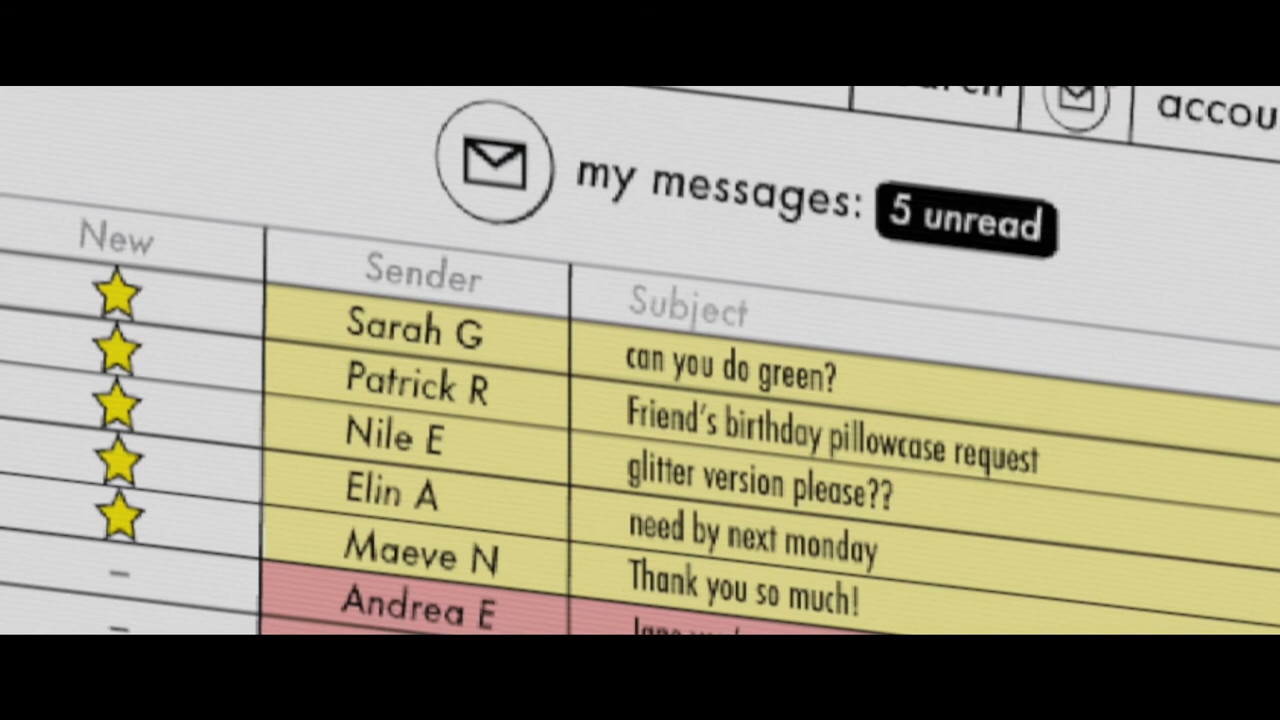 accou
my messages: 5 unread
New Sender Subject
Sarah G can you do green?
Patrick R Friend's birthday pillowcase request
Nile E glitter version please??
Elin A need by next monday
Maeve N Thank you so much!
– Andrea E
–